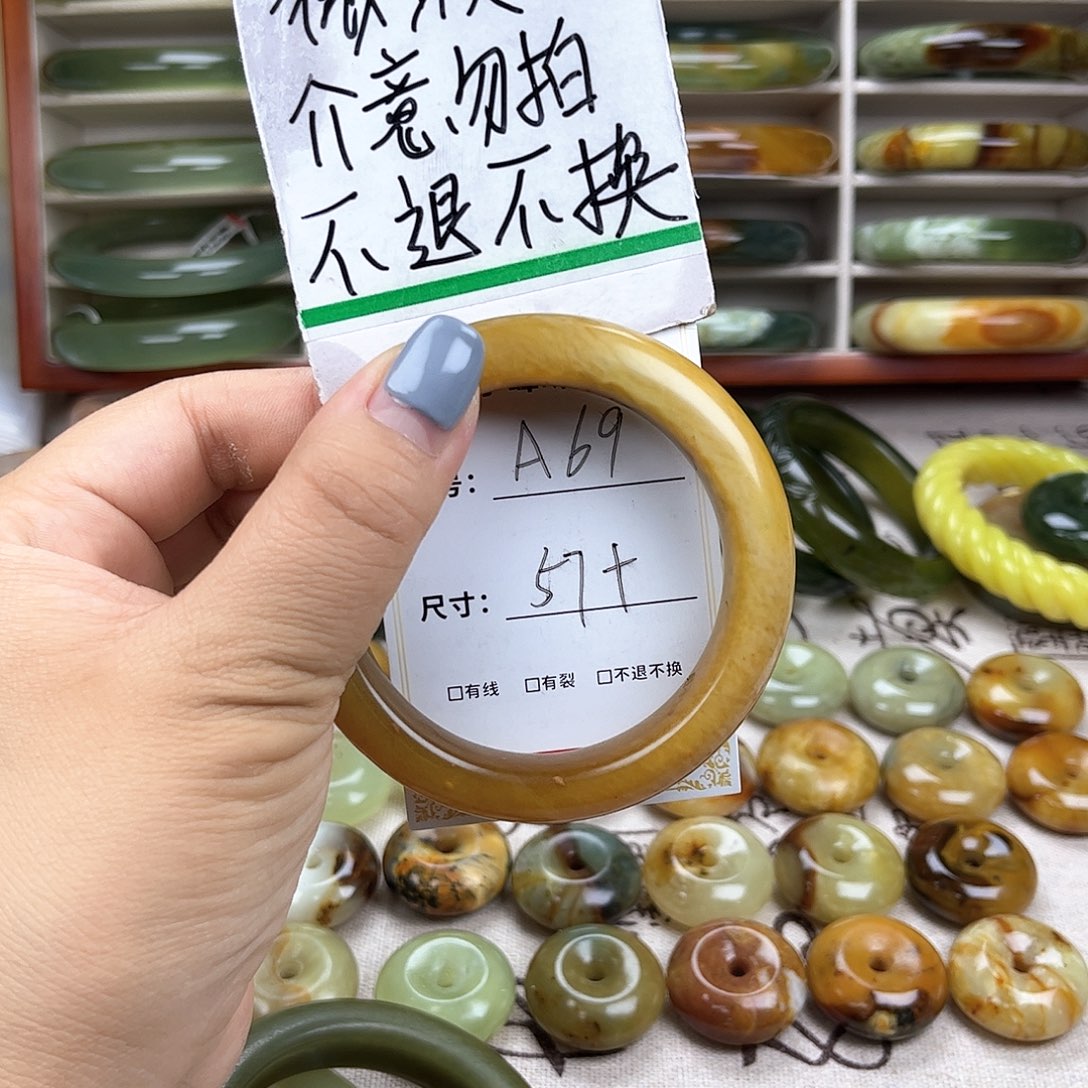 介意勿拍
不退不换
号: A69
尺寸: 57+
□有线 □有裂 □不退不换